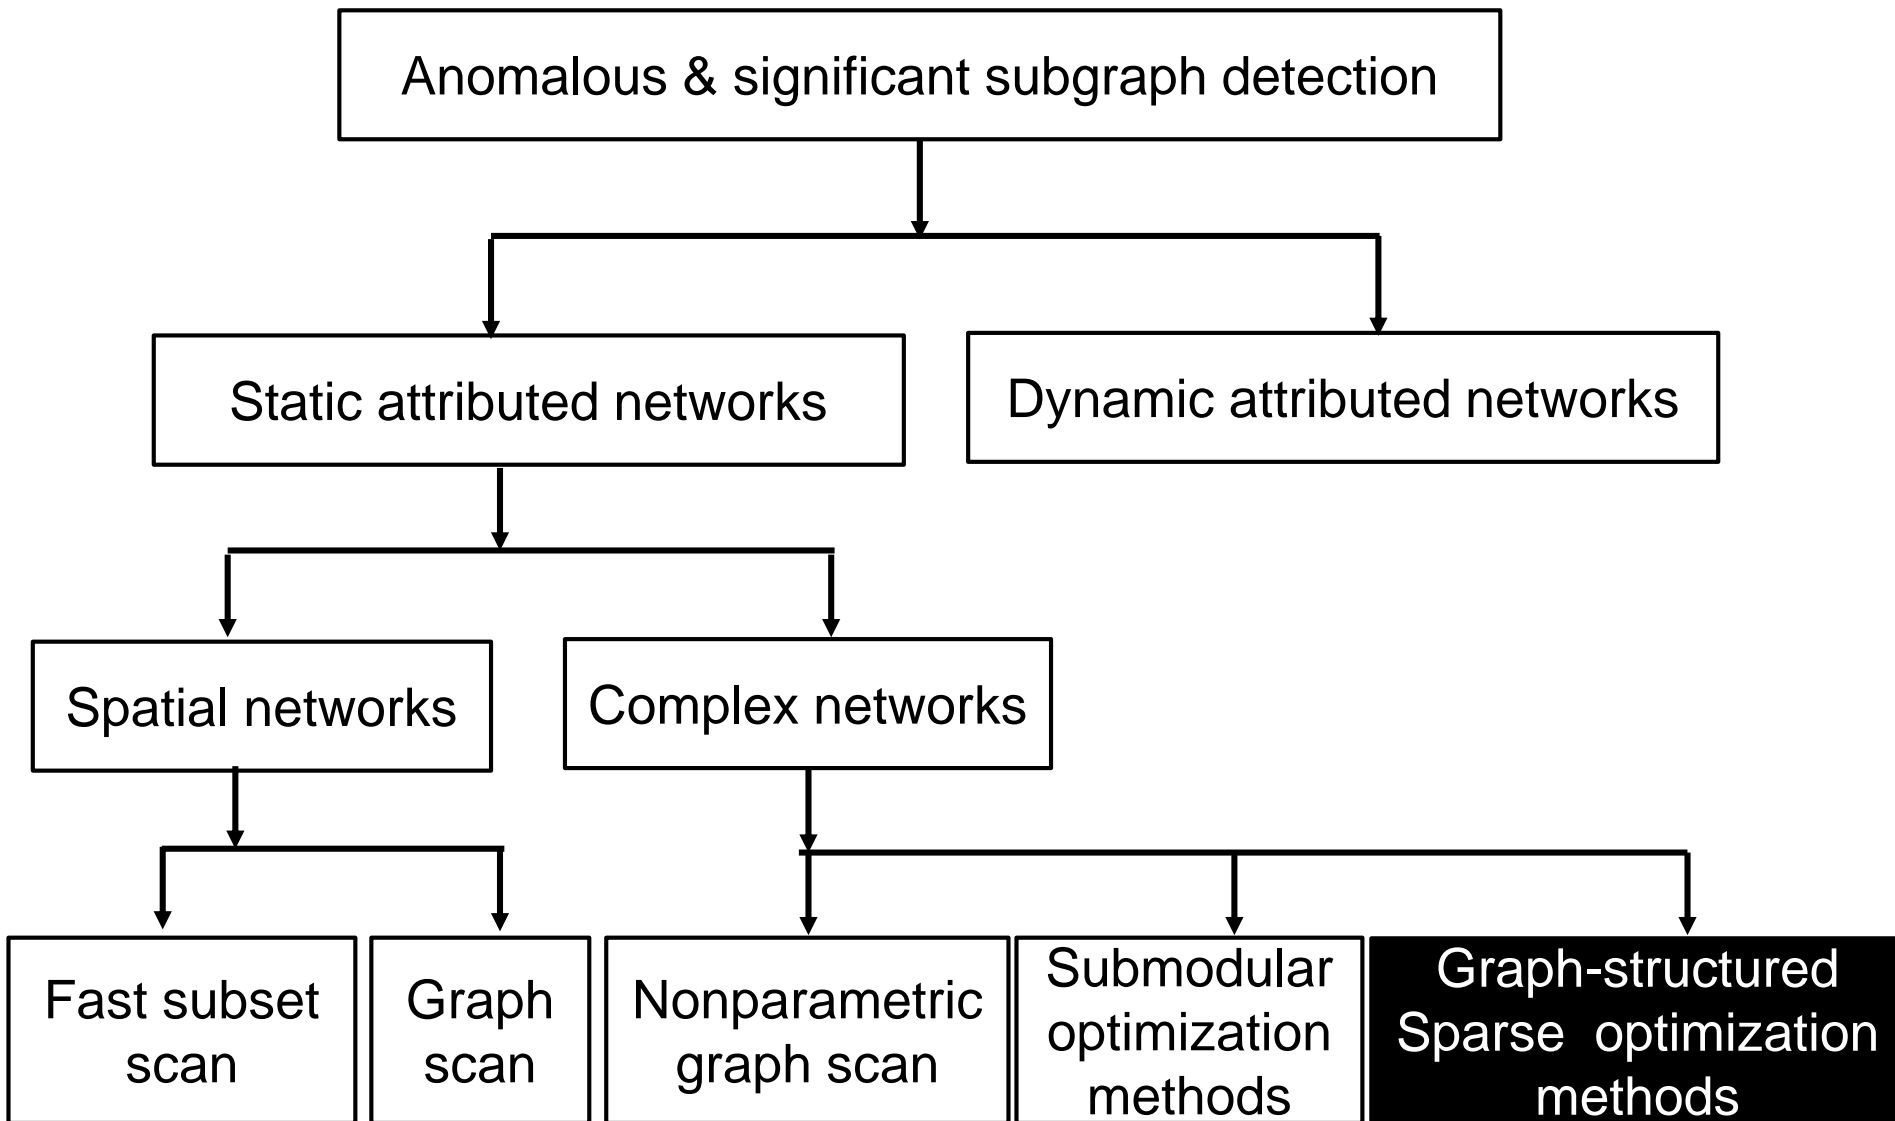 Anomalous & significant subgraph detection
Static attributed networks
Dynamic attributed networks
Spatial networks
Complex networks
Fast subset
scan
Graph
scan
Nonparametric
graph scan
Submodular
optimization
methods
Graph-structured
Sparse optimization
methods